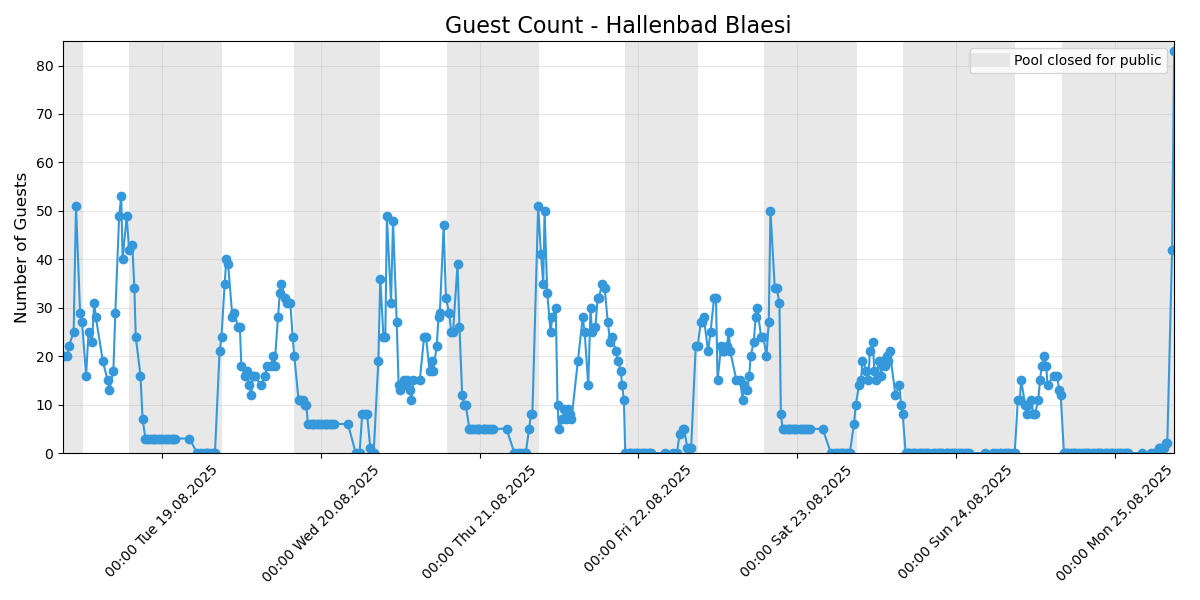 Guest Count - Hallenbad Blaesi
Pool closed for public
Number of Guests
80
70
60
50
40
30
20
10
0
00:00 Tue 19.08.2025
00:00 Wed 20.08.2025
00:00 Thu 21.08.2025
00:00 Fri 22.08.2025
00:00 Sat 23.08.2025
00:00 Sun 24.08.2025
00:00 Mon 25.08.2025